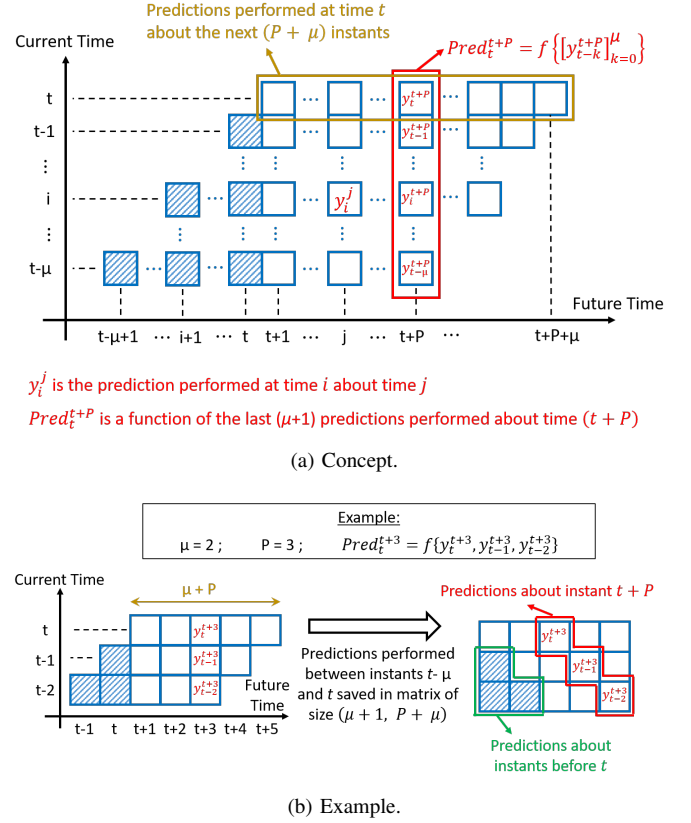 Predictions performed at time t
about the next (P + μ) instants
Current Time
Pred_t^{t+P} = f{[y_{t-k}^{t+P}]_{k=0}^{μ}}
t
... ... y_t^{t+P} ...
t-1
y_{t-1}^{t+P}
⋮ ⋮ ⋮ ⋮ ⋮
i
... ... y_i^j ... y_i^{t+P} ...
⋮ ⋮ ⋮ ⋮ ⋮
t-μ
... ... ... ... y_{t-μ}^{t+P}
Future Time
t-μ+1 ... i+1 ... t t+1 ... j ... t+P ... t+P+μ
y_i^j is the prediction performed at time i about time j
Pred_t^{t+P} is a function of the last (μ+1) predictions performed about time (t + P)
(a) Concept.
Example:
μ = 2 ; P = 3 ; Pred_t^{t+3} = f{y_t^{t+3}, y_{t-1}^{t+3}, y_{t-2}^{t+3}}
Current Time
μ + P
t
y_t^{t+3}
t-1
y_{t-1}^{t+3}
t-2
y_{t-2}^{t+3}
Future
Time
t-1 t t+1 t+2 t+3 t+4 t+5
Predictions performed
between instants t- μ
and t saved in matrix of
size (μ + 1, P + μ)
Predictions about instant t + P
y_t^{t+3}
y_{t-1}^{t+3}
y_{t-2}^{t+3}
Predictions about
instants before t
(b) Example.